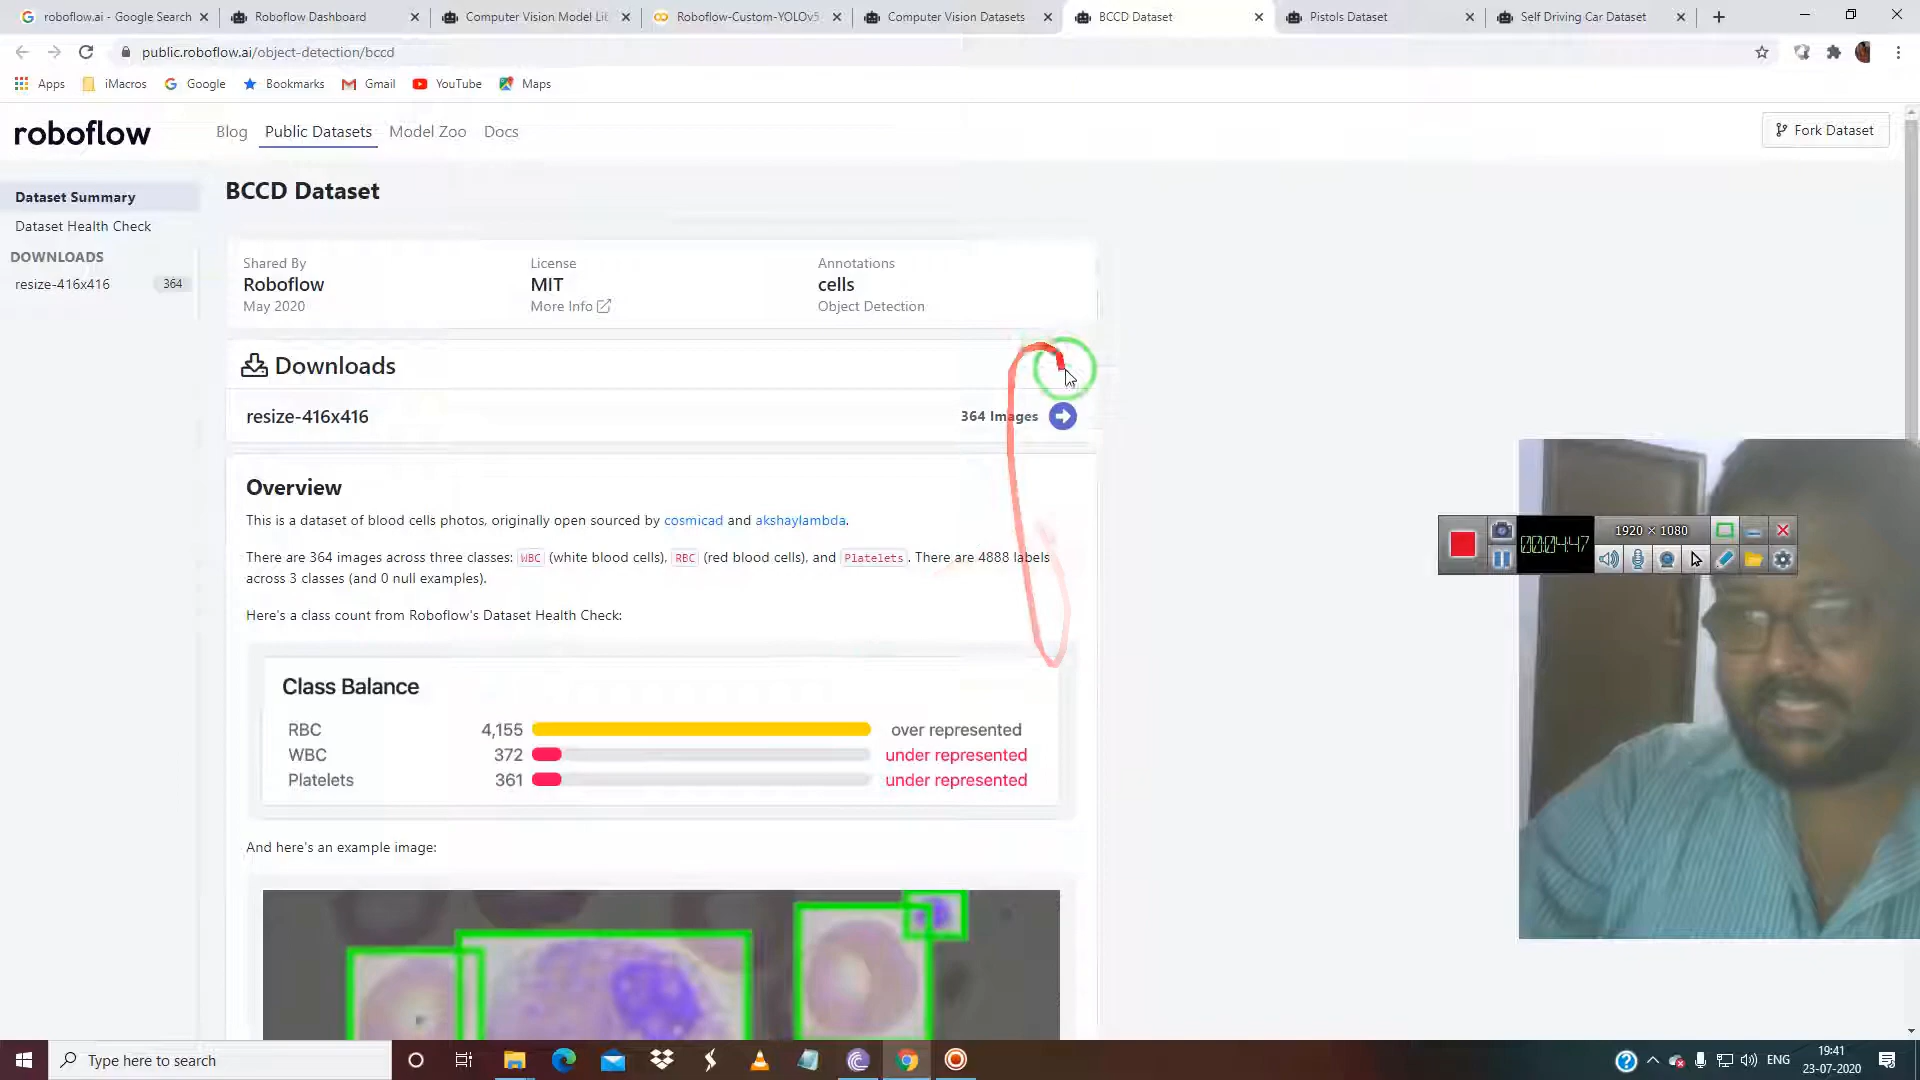 roboflow.ai - Google Search
Roboflow Dashboard
Computer Vision Model Lib
Roboflow-Custom-YOLOv5
Computer Vision Datasets
BCCD Dataset
Pistols Dataset
Self Driving Car Dataset
public.roboflow.ai/object-detection/bccd
Apps
iMacros
Google
Bookmarks
Gmail
YouTube
Maps
roboflow
Blog
Public Datasets
Model Zoo
Docs
Fork Dataset
Dataset Summary
Dataset Health Check
DOWNLOADS
resize-416x416 364
BCCD Dataset
Shared By
Roboflow
May 2020
License
MIT
More Info
Annotations
cells
Object Detection
Downloads
resize-416x416
364 Images
Overview
This is a dataset of blood cells photos, originally open sourced by cosmicad and akshaylambda.
There are 364 images across three classes: WBC (white blood cells), RBC (red blood cells), and Platelets. There are 4888 labels
across 3 classes (and 0 null examples).
Here's a class count from Roboflow's Dataset Health Check:
Class Balance
RBC 4,155 over represented
WBC 372 under represented
Platelets 361 under represented
And here's an example image:
00:04:47
1920 × 1080
Type here to search
ENG
19:41
23-07-2020